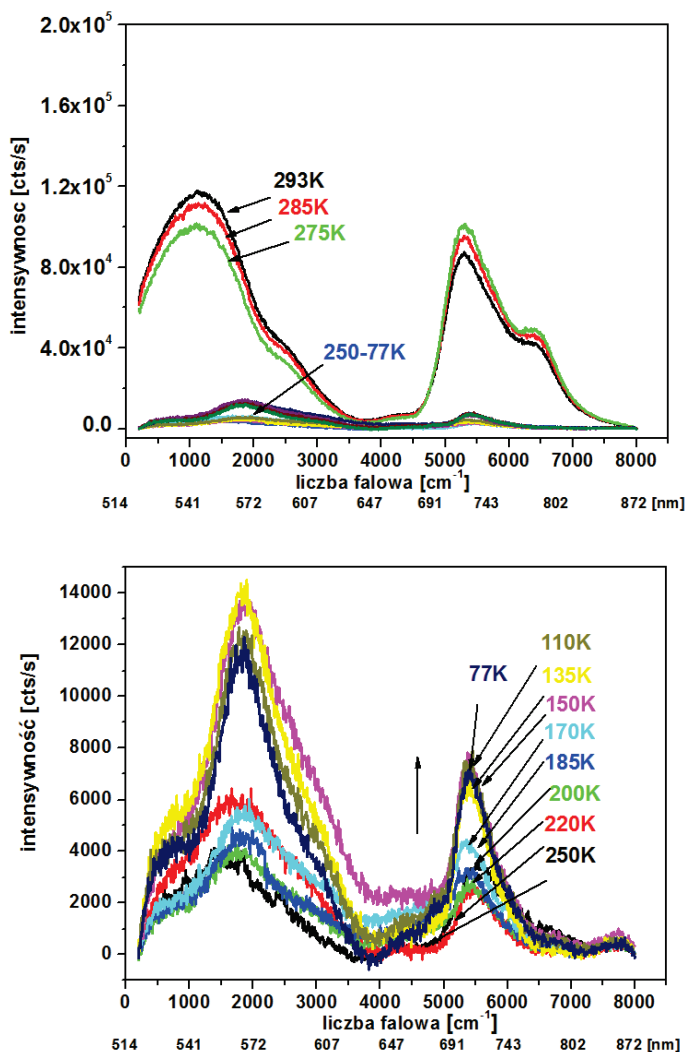 2.0x10⁵
1.6x10⁵
1.2x10⁵
8.0x10⁴
4.0x10⁴
0.0
intensywnosc [cts/s]
293K
285K
275K
250-77K
0 1000 2000 3000 4000 5000 6000 7000 8000
liczba falowa [cm⁻¹]
514 541 572 607 647 691 743 802 872 [nm]
14000
12000
10000
8000
6000
4000
2000
0
intensywność [cts/s]
77K
110K
135K
150K
170K
185K
200K
220K
250K
0 1000 2000 3000 4000 5000 6000 7000 8000
liczba falowa [cm⁻¹]
514 541 572 607 647 691 743 802 872 [nm]